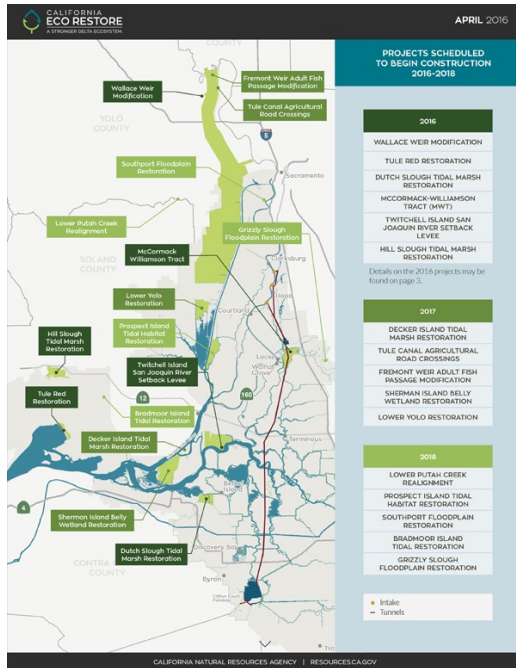 CALIFORNIA
ECO RESTORE
A STRONGER DELTA ECOSYSTEM
APRIL 2016
PROJECTS SCHEDULED
TO BEGIN CONSTRUCTION
2016-2018
2016
WALLACE WEIR MODIFICATION
TULE RED RESTORATION
DUTCH SLOUGH TIDAL MARSH
RESTORATION
MCCORMACK-WILLIAMSON
TRACT (MWT)
TWITCHELL ISLAND SAN
JOAQUIN RIVER SETBACK
LEVEE
HILL SLOUGH TIDAL MARSH
RESTORATION
Details on the 2016 projects may be
found on page 3.
2017
DECKER ISLAND TIDAL
MARSH RESTORATION
TULE CANAL AGRICULTURAL
ROAD CROSSINGS
FREMONT WEIR ADULT FISH
PASSAGE MODIFICATION
SHERMAN ISLAND BELLY
WETLAND RESTORATION
LOWER YOLO RESTORATION
2018
LOWER PUTAH CREEK
REALIGNMENT
PROSPECT ISLAND TIDAL
HABITAT RESTORATION
SOUTHPORT FLOODPLAIN
RESTORATION
BRADMOOR ISLAND
TIDAL RESTORATION
GRIZZLY SLOUGH
FLOODPLAIN RESTORATION
Intake
Tunnels
COUNTY
Fremont Weir Adult Fish
Passage Modification
Wallace Weir
Modification
Tule Canal Agricultural
Road Crossings
YOLO
COUNTY
5
Southport Floodplain
Restoration
Sacramento
Lower Putah Creek
Realignment
Grizzly Slough
Floodplain Restoration
McCormack
Williamson Tract
SOLANO
COUNTY
Clarksburg
Hood
Lower Yolo
Restoration
Courtland
Prospect Island
Tidal Habitat
Restoration
Hill Slough
Tidal Marsh
Restoration
Locke
Walnut
Grove
Twitchell Island
San Joaquin River
Setback Levee
Tule Red
Restoration
12
160
Bradmoor Island
Tidal Restoration
Decker Island Tidal
Marsh Restoration
Terminous
Island
4
Sherman Island Belly
Wetland Restoration
Dutch Slough Tidal
Marsh Restoration
Discovery Bay
CONTRA
COUNTY
Byron
Clifton Court
Forebay
CALIFORNIA NATURAL RESOURCES AGENCY | RESOURCES.CA.GOV